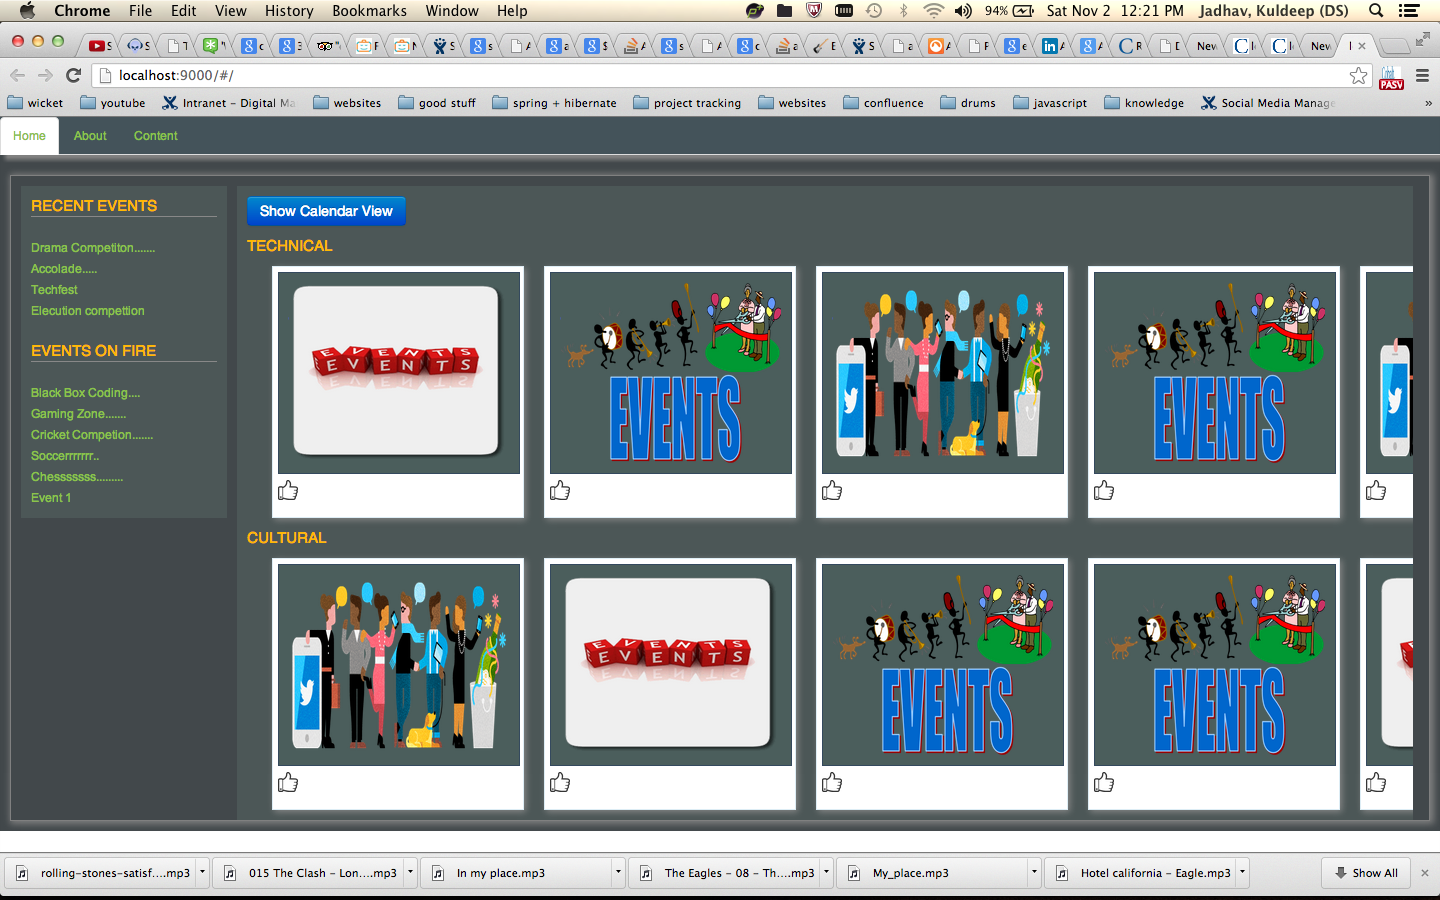 Chrome File Edit View History Bookmarks Window Help 94% Sat Nov 2 12:21 PM Jadhav, Kuldeep (DS)
localhost:9000/#/
PASV
wicket youtube Intranet – Digital Ma websites good stuff spring + hibernate project tracking websites confluence drums javascript knowledge Social Media Manage »
Home About Content
RECENT EVENTS
Drama Competiton.......
Accolade.....
Techfest
Elecution compettion
EVENTS ON FIRE
Black Box Coding....
Gaming Zone.......
Cricket Competion.......
Soccerrrrrrr..
Chesssssss.........
Event 1
Show Calendar View
TECHNICAL
EVENTS
EVENTS
EVENTS
EVENTS
CULTURAL
EVENTS
EVENTS
EVENTS
EVENTS
rolling-stones-satisf....mp3 015 The Clash – Lon....mp3 In my place.mp3 The Eagles – 08 – Th....mp3 My_place.mp3 Hotel california – Eagle.mp3 Show All